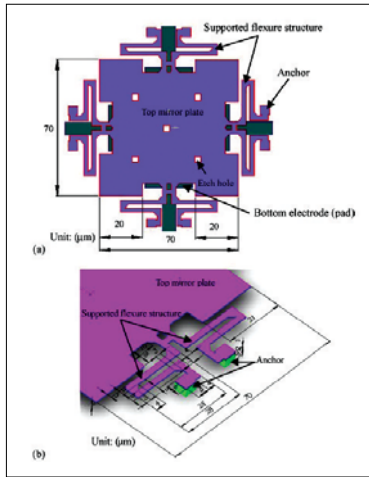 Supported flexure structure
Anchor
70
Top mirror plate
Etch hole
Bottom electrode (pad)
20
20
Unit: (μm)
70
(a)
Top mirror plate
Supported flexure structure
Anchor
Unit: (μm)
(b)